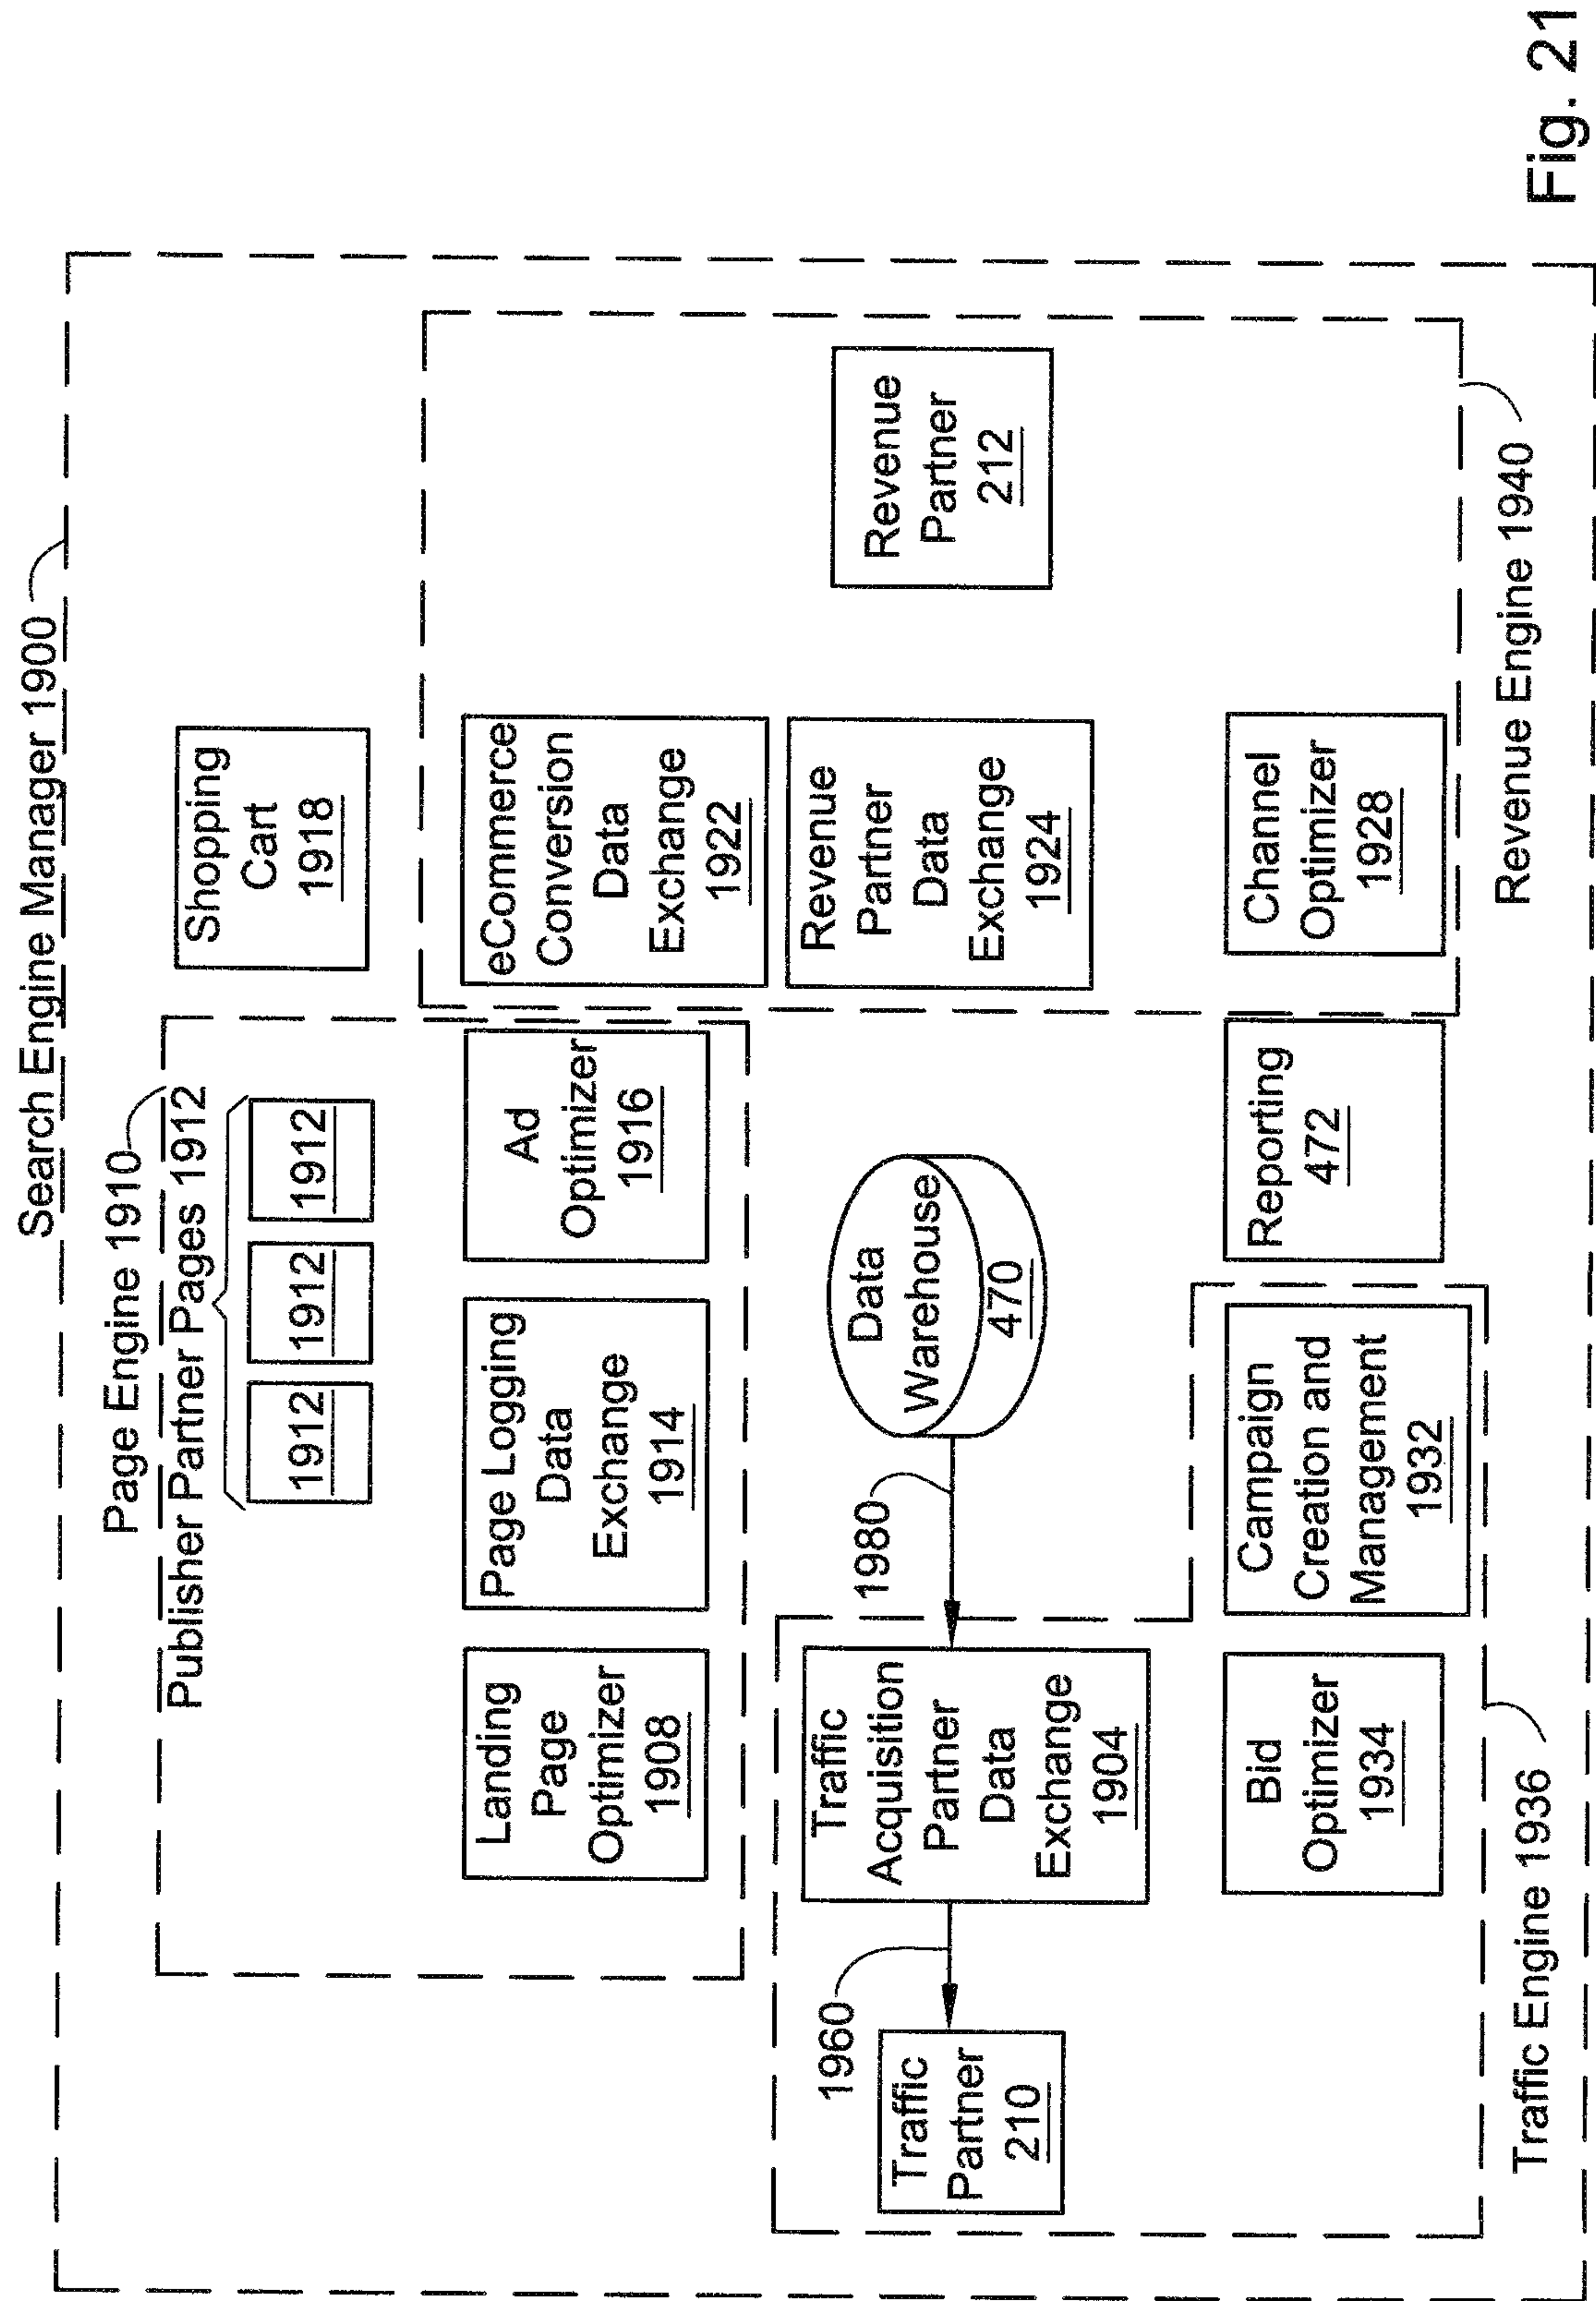 Search Engine Manager 1900
Page Engine 1910
Publisher Partner Pages 1912
1912
1912
1912
Shopping
Cart
1918
Landing
Page
Optimizer
1908
Page Logging
Data
Exchange
1914
Ad
Optimizer
1916
eCommerce
Conversion
Data
Exchange
1922
Traffic
Partner
210
1960
Traffic
Acquisition
Partner
Data
Exchange
1904
1980
Data
Warehouse
470
Revenue
Partner
Data
Exchange
1924
Revenue
Partner
212
Bid
Optimizer
1934
Campaign
Creation and
Management
1932
Reporting
472
Channel
Optimizer
1928
Traffic Engine 1936
Revenue Engine 1940
Fig. 21